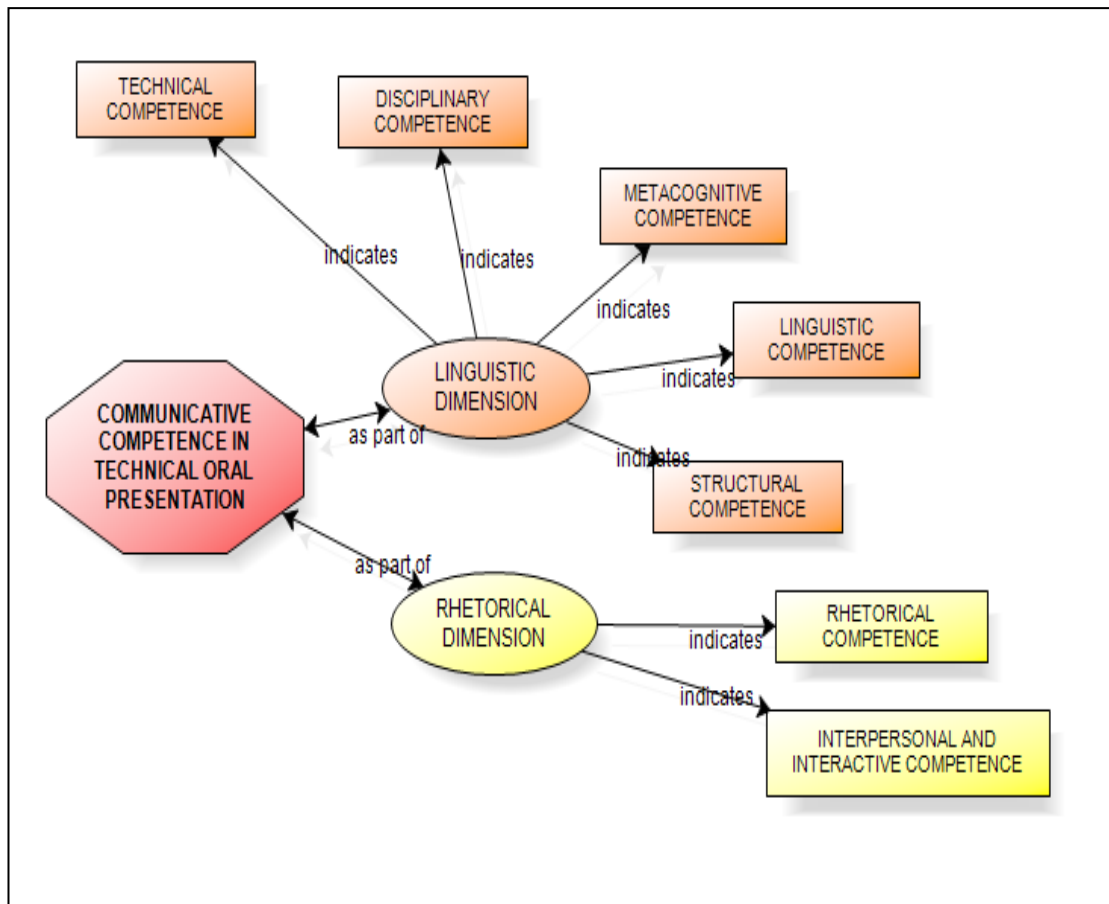 TECHNICAL
COMPETENCE
DISCIPLINARY
COMPETENCE
METACOGNITIVE
COMPETENCE
indicates
indicates
indicates
LINGUISTIC
COMPETENCE
indicates
LINGUISTIC
DIMENSION
COMMUNICATIVE
COMPETENCE IN
TECHNICAL ORAL
PRESENTATION
as part of
indicates
STRUCTURAL
COMPETENCE
as part of
RHETORICAL
DIMENSION
indicates
RHETORICAL
COMPETENCE
indicates
INTERPERSONAL AND
INTERACTIVE COMPETENCE